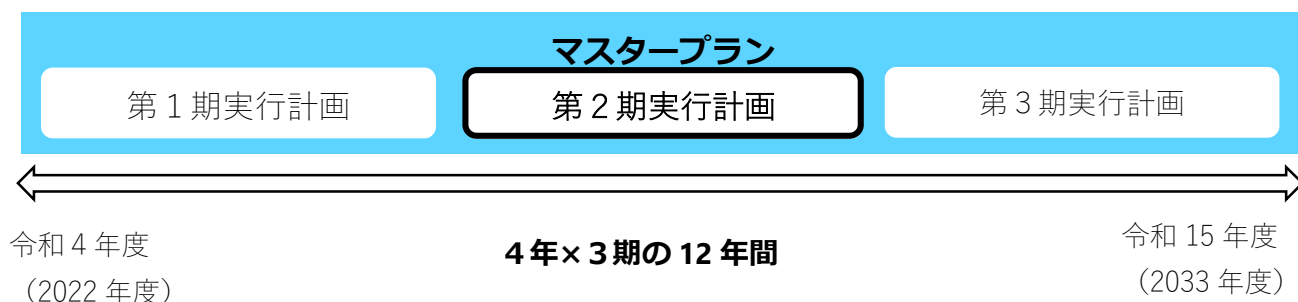 マスタープラン
第1期実行計画
第2期実行計画
第3期実行計画
令和4年度
（2022 年度）
４年×３期の 12 年間
令和 15 年度
（2033 年度）